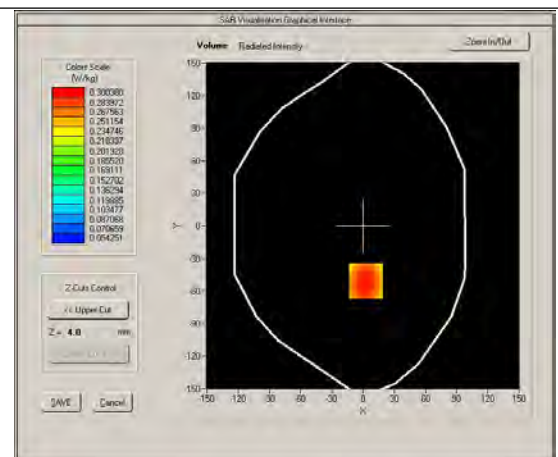 SAR Visualisation Graphical Interface
Volume Radiated Intensity
Zoom In/Out
Colors Scale
(W/kg)
0.300380
0.283972
0.267563
0.251154
0.234746
0.218337
0.201928
0.185520
0.169111
0.152702
0.136294
0.119885
0.103477
0.087068
0.070659
0.054251
Z-Cuts Control
<< Upper Cut
Z = 4.0 mm
SAVE
Cancel
150
120
90
60
30
0
-30
-60
-90
-120
-150
Y
-150 -120 -90 -60 -30 0 30 60 90 120 150
X